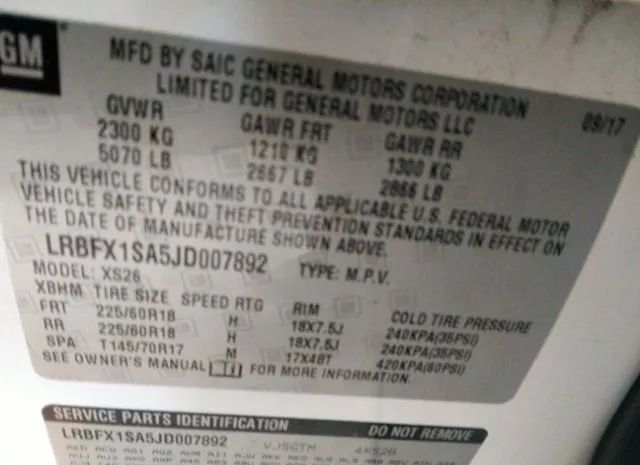 GM
MFD BY SAIC GENERAL MOTORS CORPORATION
LIMITED FOR GENERAL MOTORS LLC
09/17
GVWR GAWR FRT GAWR RR
2300 KG 1210 KG 1300 KG
5070 LB 2667 LB 2866 LB
THIS VEHICLE CONFORMS TO ALL APPLICABLE U.S. FEDERAL MOTOR
VEHICLE SAFETY AND THEFT PREVENTION STANDARDS IN EFFECT ON
THE DATE OF MANUFACTURE SHOWN ABOVE.
LRBFX1SA5JD007892 TYPE: M.P.V.
MODEL: XS26
XBHM TIRE SIZE SPEED RTG RIM COLD TIRE PRESSURE
FRT 225/60R18 H 18X7.5J 240KPA(35PSI)
RR 225/60R18 H 18X7.5J 240KPA(35PSI)
SPA T145/70R17 M 17X4BT 420KPA(60PSI)
SEE OWNER'S MANUAL FOR MORE INFORMATION.
SERVICE PARTS IDENTIFICATION DO NOT REMOVE
LRBFX1SA5JD007892 4XS26